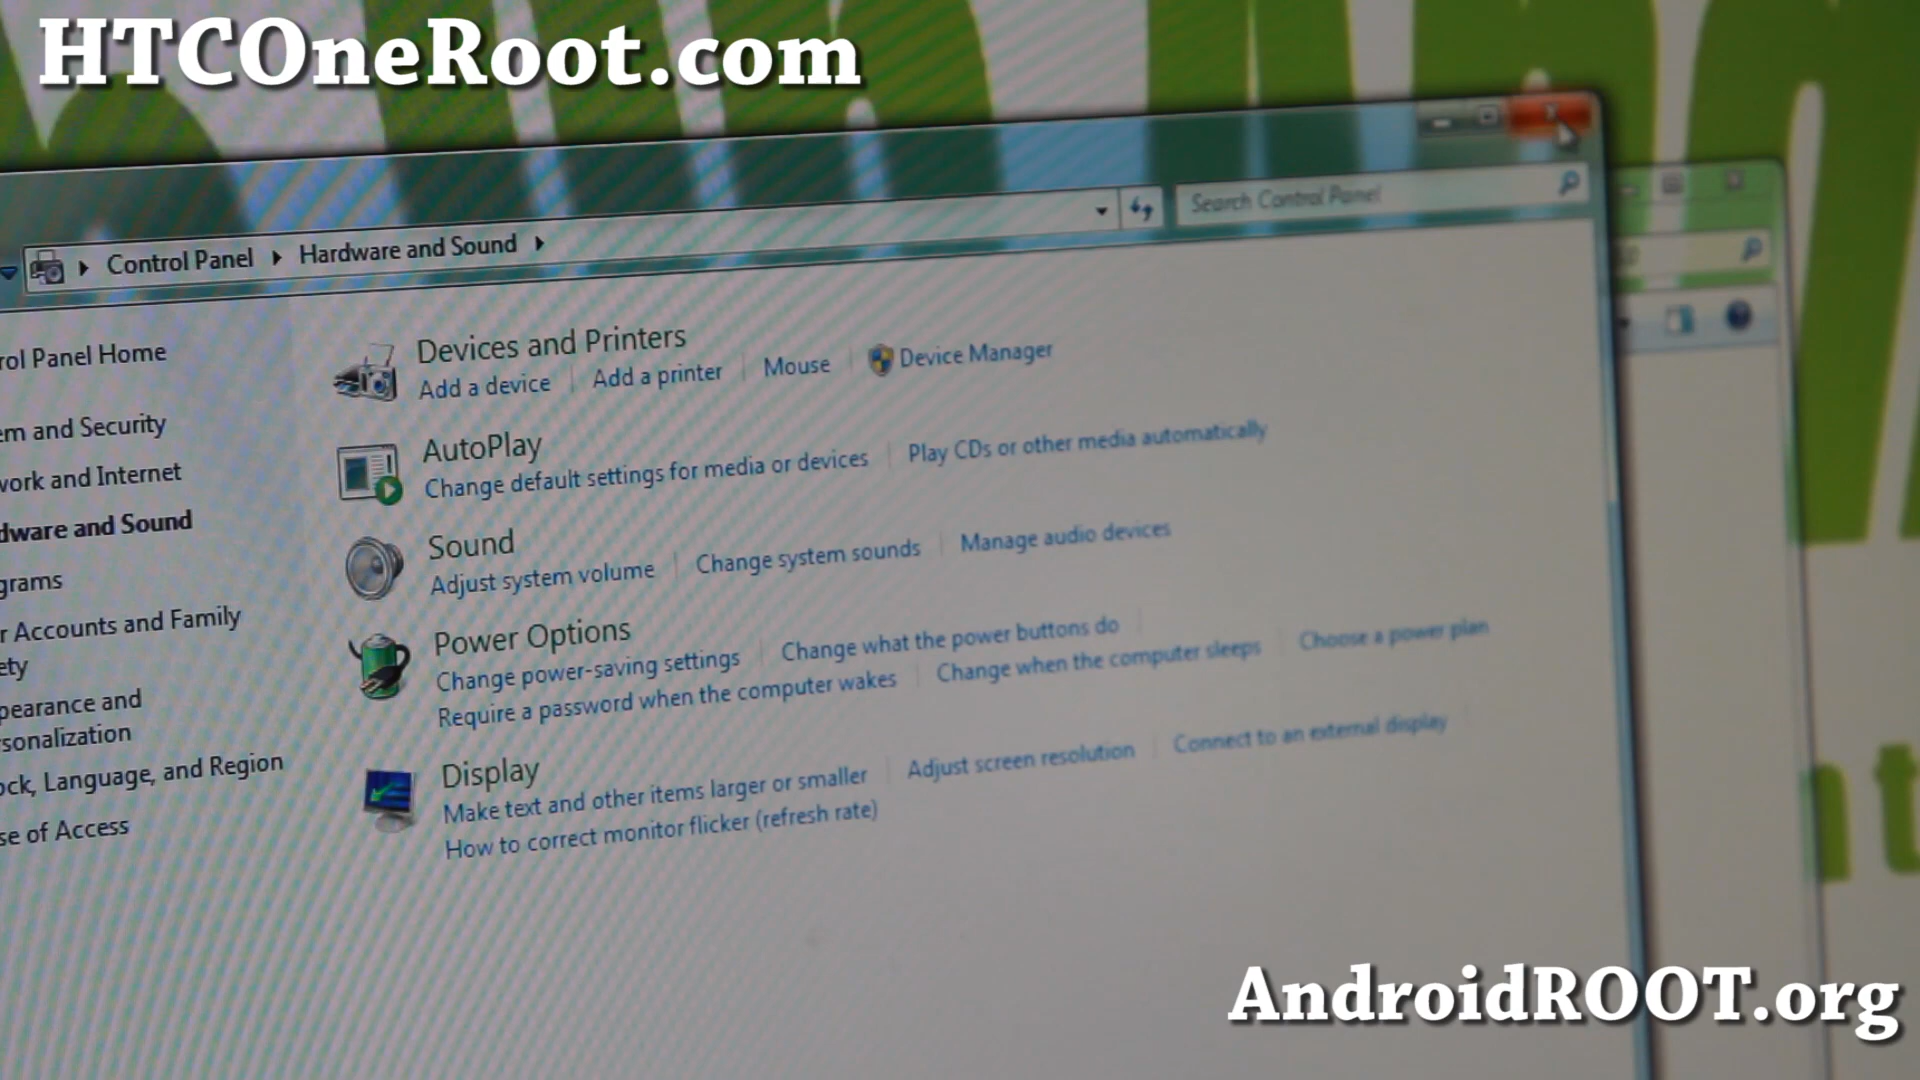 HTCOneRoot.com
Search Control Panel
Control Panel Hardware and Sound
rol Panel Home
em and Security
work and Internet
dware and Sound
grams
r Accounts and Family
ety
pearance and
sonalization
ock, Language, and Region
se of Access
Devices and Printers
Add a device Add a printer Mouse Device Manager
AutoPlay
Change default settings for media or devices Play CDs or other media automatically
Sound
Adjust system volume Change system sounds Manage audio devices
Power Options
Change power-saving settings Change what the power buttons do
Require a password when the computer wakes Change when the computer sleeps Choose a power plan
Display
Make text and other items larger or smaller Adjust screen resolution Connect to an external display
How to correct monitor flicker (refresh rate)
AndroidROOT.org